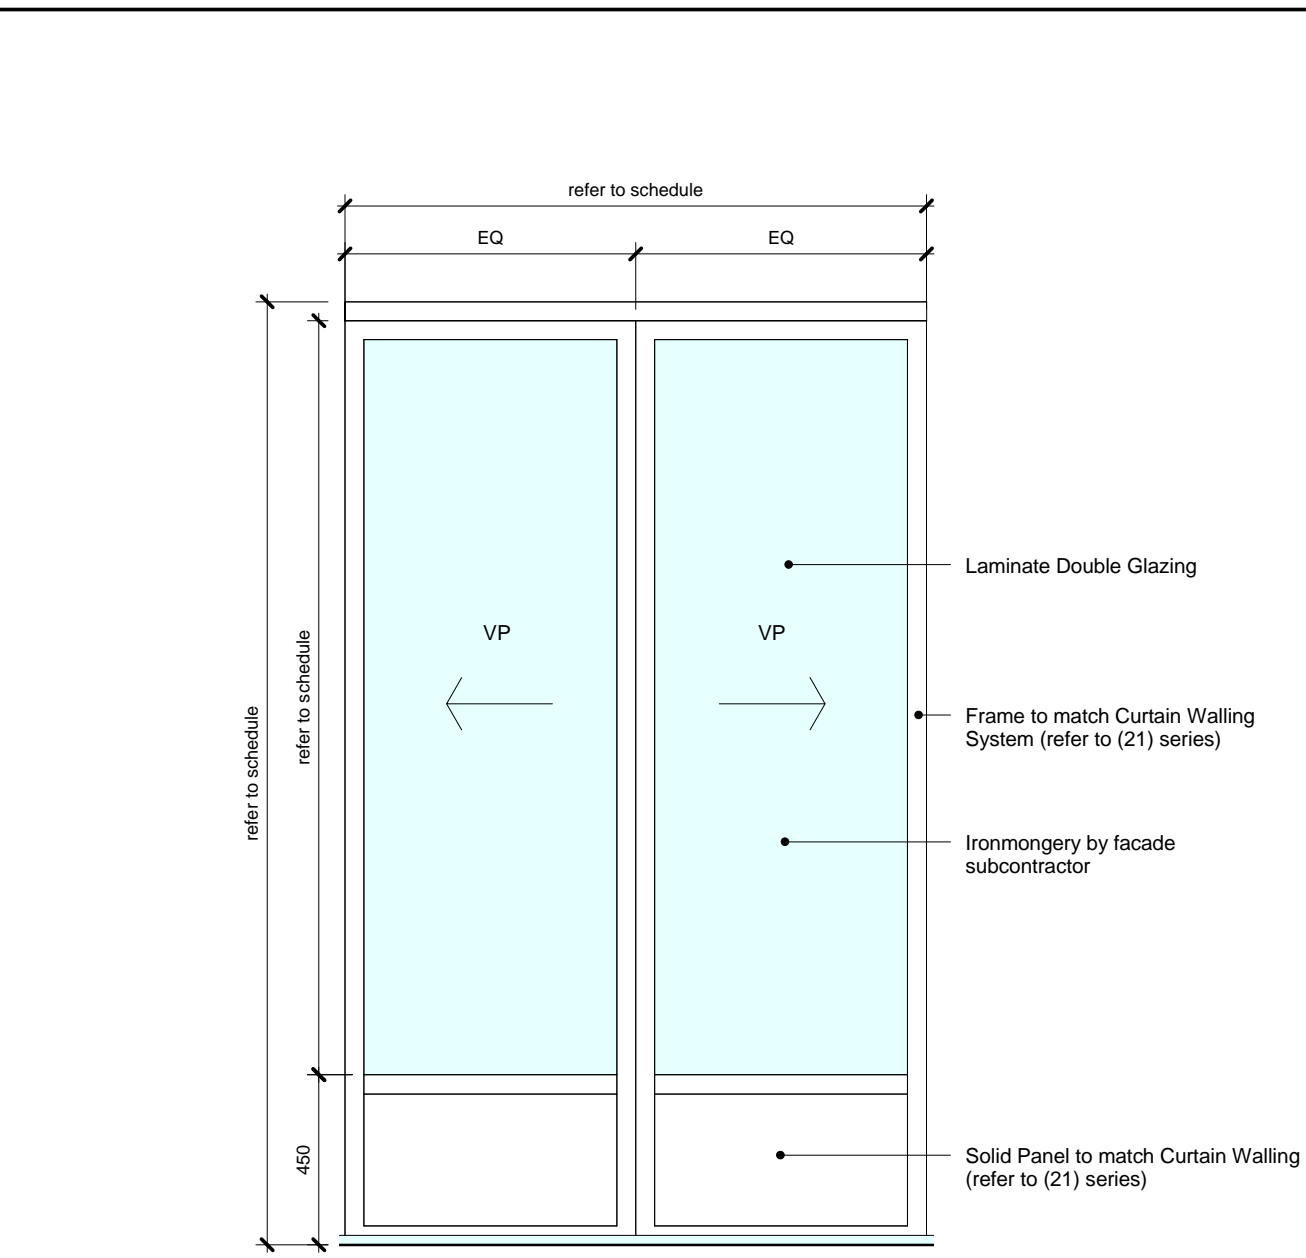 refer to schedule
EQ
EQ
Laminate Double Glazing
VP
VP
refer to schedule
refer to schedule
Frame to match Curtain Walling
System (refer to (21) series)
Ironmongery by facade
subcontractor
450
Solid Panel to match Curtain Walling
(refer to (21) series)